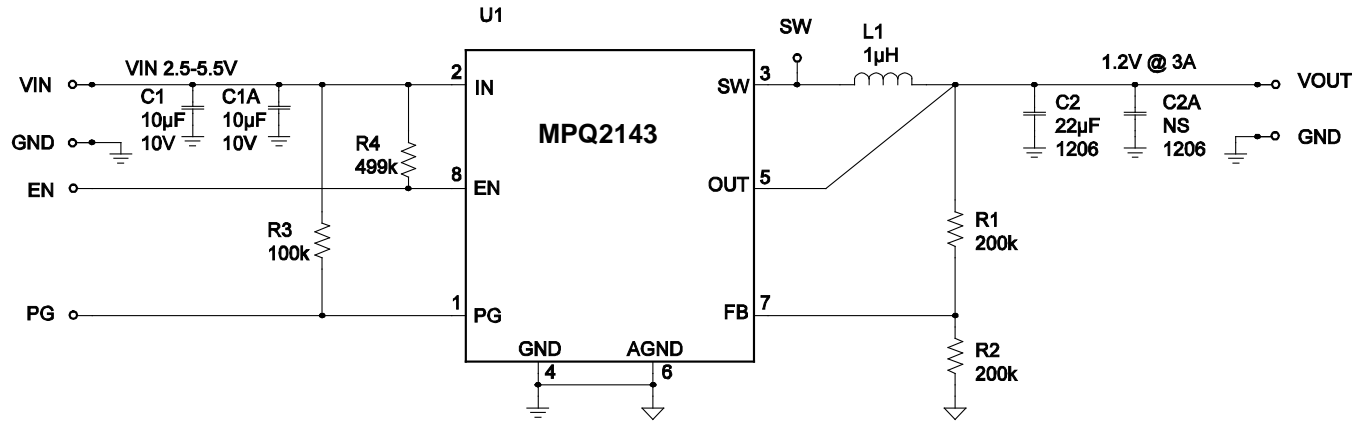 U1
SW
L1
1µH
VIN
VIN 2.5-5.5V
2
IN
SW
3
1.2V @ 3A
VOUT
C1
10µF
10V
C1A
10µF
10V
C2
22µF
1206
C2A
NS
1206
GND
GND
MPQ2143
R4
499k
EN
8
EN
OUT
5
R3
100k
R1
200k
PG
1
PG
FB
7
GND
4
AGND
6
R2
200k